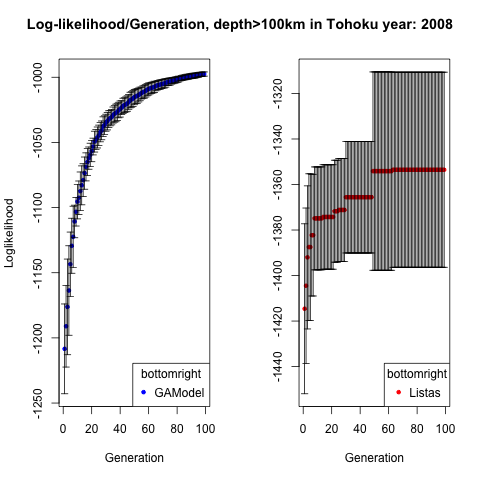 Log-likelihood/Generation, depth>100km in Tohoku year: 2008
Loglikelihood
-1000
-1050
-1100
-1150
-1200
-1250
0 20 40 60 80 100
Generation
bottomright
GAModel
-1320
-1340
-1360
-1380
-1400
-1420
-1440
0 20 40 60 80 100
Generation
bottomright
Listas